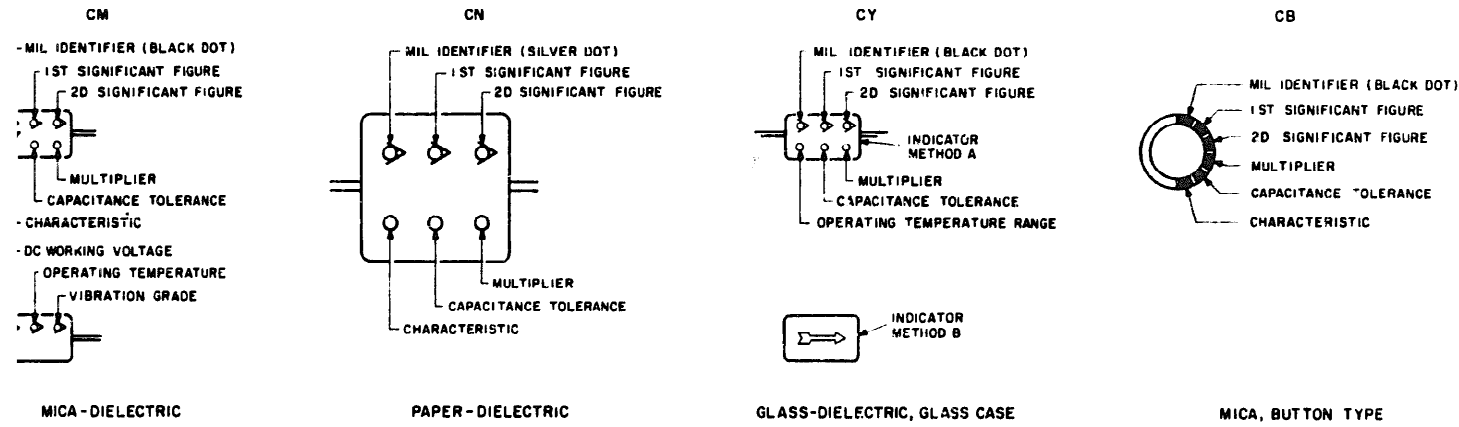 CM
- MIL IDENTIFIER (BLACK DOT)
1ST SIGNIFICANT FIGURE
2D SIGNIFICANT FIGURE
MULTIPLIER
CAPACITANCE TOLERANCE
- CHARACTERISTIC
- DC WORKING VOLTAGE
OPERATING TEMPERATURE
VIBRATION GRADE
MICA-DIELECTRIC
CN
MIL IDENTIFIER (SILVER DOT)
1ST SIGNIFICANT FIGURE
2D SIGNIFICANT FIGURE
MULTIPLIER
CAPACITANCE TOLERANCE
CHARACTERISTIC
PAPER-DIELECTRIC
CY
MIL IDENTIFIER (BLACK DOT)
1ST SIGNIFICANT FIGURE
2D SIGNIFICANT FIGURE
INDICATOR
METHOD A
MULTIPLIER
CAPACITANCE TOLERANCE
OPERATING TEMPERATURE RANGE
INDICATOR
METHOD B
GLASS-DIELECTRIC, GLASS CASE
CB
MIL IDENTIFIER (BLACK DOT)
1ST SIGNIFICANT FIGURE
2D SIGNIFICANT FIGURE
MULTIPLIER
CAPACITANCE TOLERANCE
CHARACTERISTIC
MICA, BUTTON TYPE